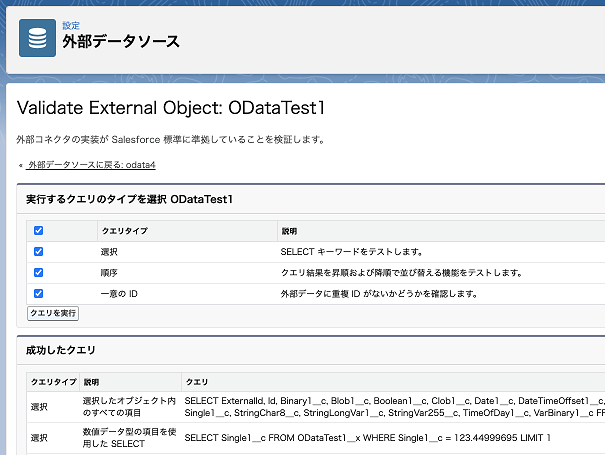 設定
外部データソース
Validate External Object: ODataTest1
外部コネクタの実装が Salesforce 標準に準拠していることを検証します。
« 外部データソースに戻る: odata4
実行するクエリのタイプを選択 ODataTest1
クエリタイプ 説明
選択 SELECT キーワードをテストします。
順序 クエリ結果を昇順および降順で並び替える機能をテストします。
一意の ID 外部データに重複 ID がないかどうかを確認します。
クエリを実行
成功したクエリ
クエリタイプ 説明 クエリ
選択 選択したオブジェクト内のすべての項目 SELECT ExternalId, Id, Binary1__c, Blob1__c, Boolean1__c, Clob1__c, Date1__c, DateTimeOffset1__c,
Single1__c, StringChar8__c, StringLongVar1__c, StringVar255__c, TimeOfDay1__c, VarBinary1__c FR
選択 数値データ型の項目を使用した SELECT SELECT Single1__c FROM ODataTest1__x WHERE Single1__c = 123.44999695 LIMIT 1